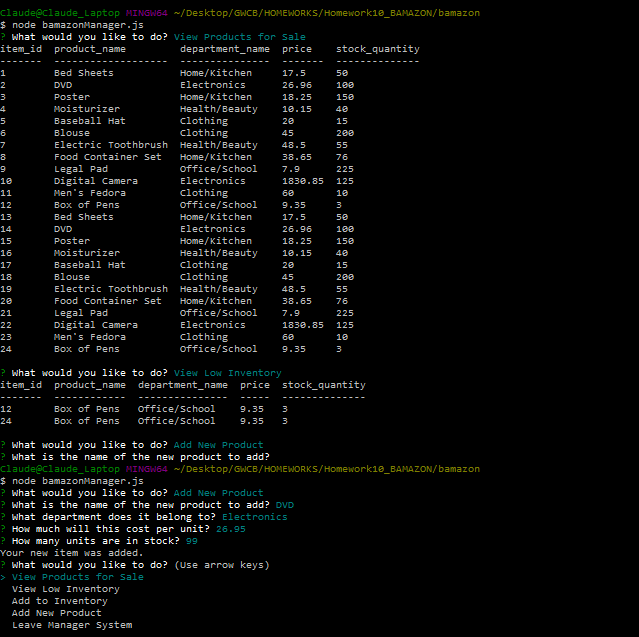 Claude@Claude_Laptop MINGW64 ~/Desktop/GWCB/HOMEWORKS/Homework10_BAMAZON/bamazon
$ node bamazonManager.js
? What would you like to do? View Products for Sale
item_id  product_name         department_name  price    stock_quantity
-------  -------------------  ---------------  -------  --------------
1        Bed Sheets           Home/Kitchen     17.5     50
2        DVD                  Electronics      26.96    100
3        Poster               Home/Kitchen     18.25    150
4        Moisturizer          Health/Beauty    10.15    40
5        Baseball Hat         Clothing         20       15
6        Blouse               Clothing         45       200
7        Electric Toothbrush  Health/Beauty    48.5     55
8        Food Container Set   Home/Kitchen     38.65    76
9        Legal Pad            Office/School    7.9      225
10       Digital Camera       Electronics      1830.85  125
11       Men's Fedora         Clothing         60       10
12       Box of Pens          Office/School    9.35     3
13       Bed Sheets           Home/Kitchen     17.5     50
14       DVD                  Electronics      26.96    100
15       Poster               Home/Kitchen     18.25    150
16       Moisturizer          Health/Beauty    10.15    40
17       Baseball Hat         Clothing         20       15
18       Blouse               Clothing         45       200
19       Electric Toothbrush  Health/Beauty    48.5     55
20       Food Container Set   Home/Kitchen     38.65    76
21       Legal Pad            Office/School    7.9      225
22       Digital Camera       Electronics      1830.85  125
23       Men's Fedora         Clothing         60       10
24       Box of Pens          Office/School    9.35     3
? What would you like to do? View Low Inventory
item_id  product_name  department_name  price  stock_quantity
-------  ------------  ---------------  -----  --------------
12       Box of Pens   Office/School    9.35   3
24       Box of Pens   Office/School    9.35   3
? What would you like to do? Add New Product
? What is the name of the new product to add?
Claude@Claude_Laptop MINGW64 ~/Desktop/GWCB/HOMEWORKS/Homework10_BAMAZON/bamazon
$ node bamazonManager.js
? What would you like to do? Add New Product
? What is the name of the new product to add? DVD
? What department does it belong to? Electronics
? How much will this cost per unit? 26.95
? How many units are in stock? 99
Your new item was added.
? What would you like to do? (Use arrow keys)
> View Products for Sale
  View Low Inventory
  Add to Inventory
  Add New Product
  Leave Manager System